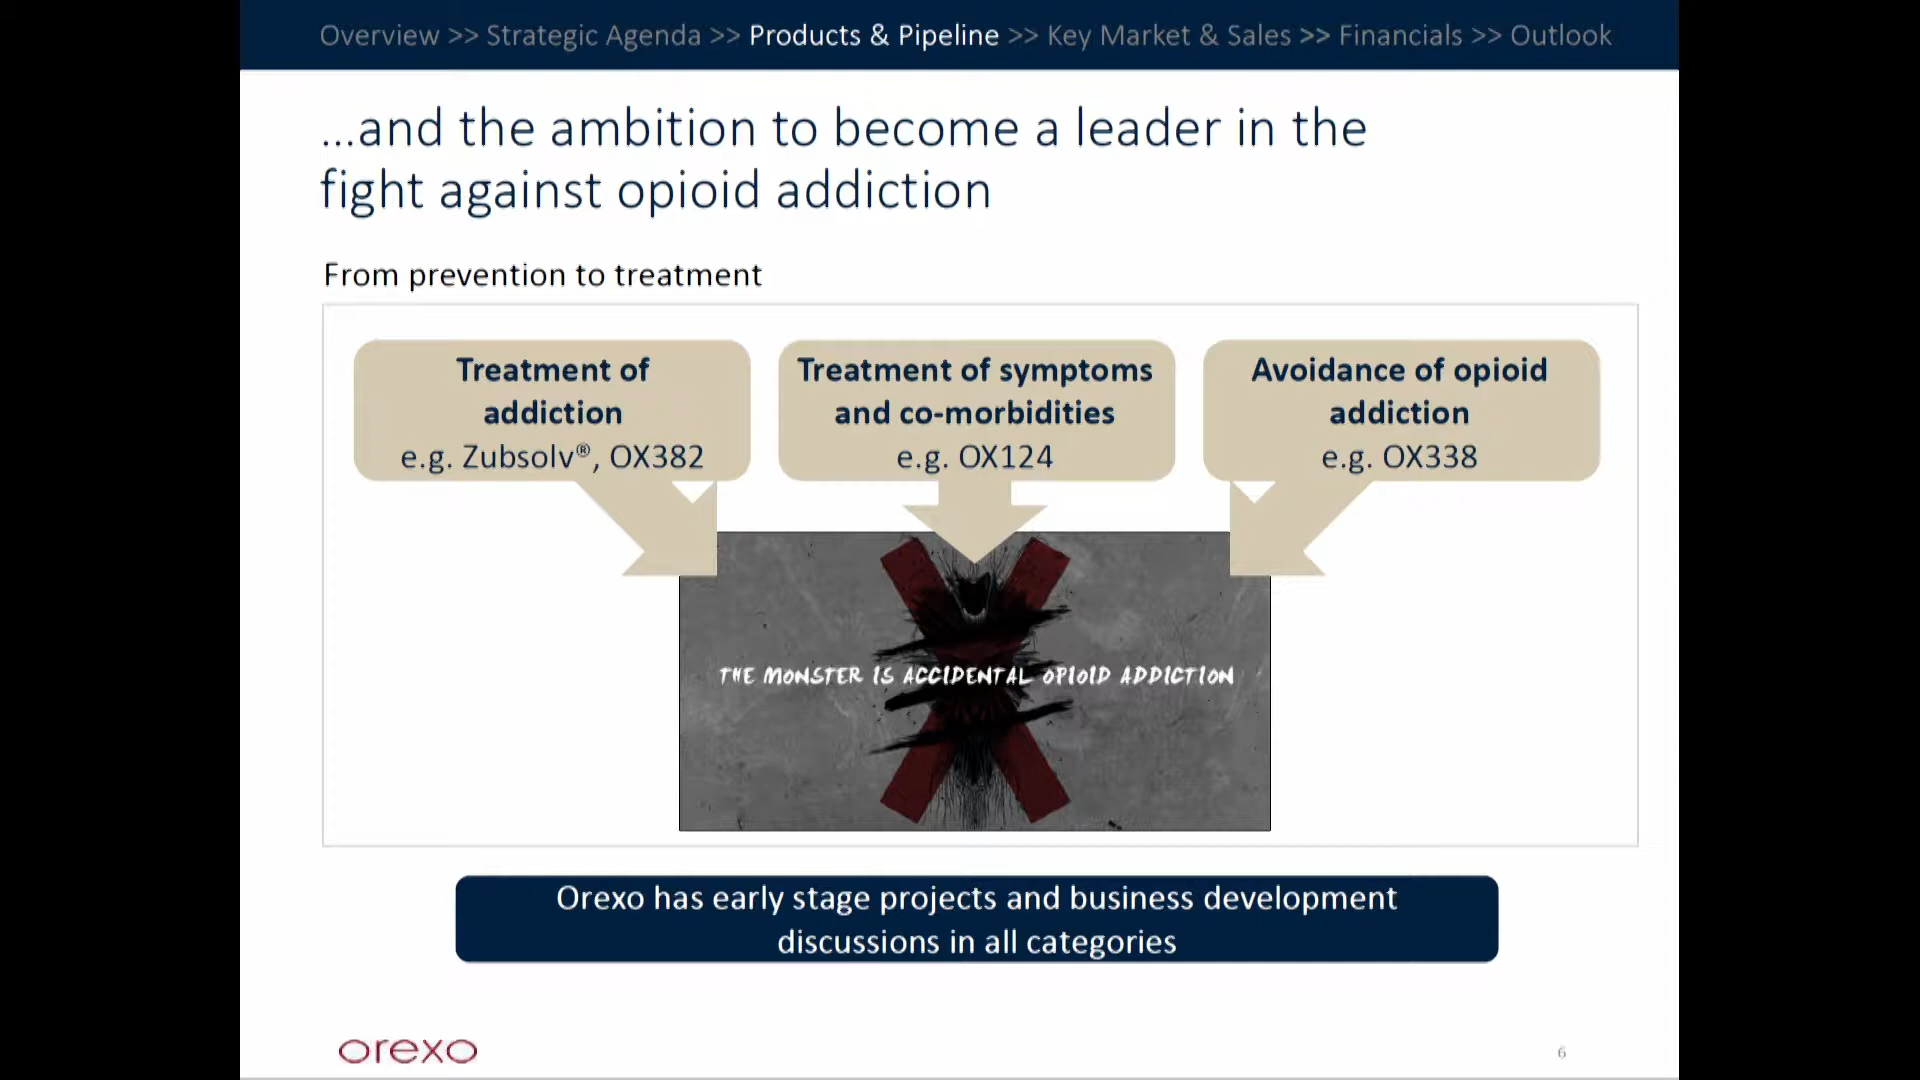 Overview >> Strategic Agenda >> Products & Pipeline >> Key Market & Sales >> Financials >> Outlook
...and the ambition to become a leader in the
fight against opioid addiction
From prevention to treatment
Treatment of
addiction
e.g. Zubsolv®, OX382
Treatment of symptoms
and co-morbidities
e.g. OX124
Avoidance of opioid
addiction
e.g. OX338
THE MONSTER IS ACCIDENTAL OPIOID ADDICTION
Orexo has early stage projects and business development
discussions in all categories
orexo
6